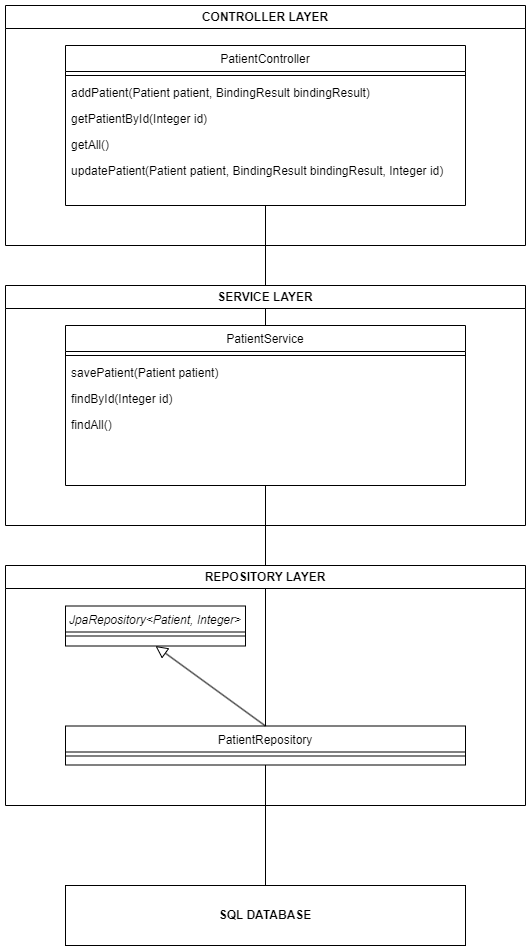 CONTROLLER LAYER
PatientController
addPatient(Patient patient, BindingResult bindingResult)
getPatientById(Integer id)
getAll()
updatePatient(Patient patient, BindingResult bindingResult, Integer id)
SERVICE LAYER
PatientService
savePatient(Patient patient)
findById(Integer id)
findAll()
REPOSITORY LAYER
JpaRepository<Patient, Integer>
PatientRepository
SQL DATABASE